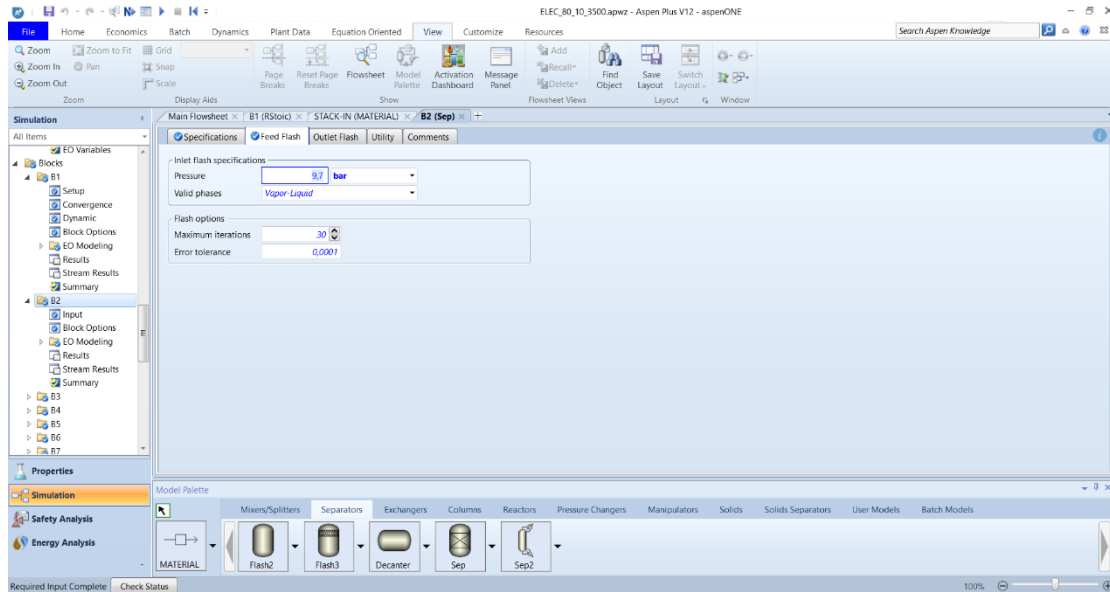 ELEC_80_10_3500.apwz - Aspen Plus V12 - aspenONE
File Home Economics Batch Dynamics Plant Data Equation Oriented View Customize Resources Search Aspen Knowledge
Zoom Zoom to Fit Grid Add
Zoom In Pan Snap Recall
Zoom Out Scale Delete
Page Breaks Reset Page Breaks Flowsheet Model Palette Activation Dashboard Message Panel Find Object Save Layout Switch Layout
Zoom Display Aids Show Flowsheet Views Layout Window
Simulation Main Flowsheet B1 (RStoic) STACK-IN (MATERIAL) B2 (Sep) +
All Items Specifications Feed Flash Outlet Flash Utility Comments
EO Variables
Blocks
B1
Setup
Convergence
Dynamic
Block Options
EO Modeling
Results
Stream Results
Summary
B2
Input
Block Options
EO Modeling
Results
Stream Results
Summary
B3
B4
B5
B6
B7
Inlet flash specifications
Pressure 9,7 bar
Valid phases Vapor-Liquid
Flash options
Maximum iterations 30
Error tolerance 0,0001
Properties
Simulation
Safety Analysis
Energy Analysis
Model Palette
Mixers/Splitters Separators Exchangers Columns Reactors Pressure Changers Manipulators Solids Solids Separators User Models Batch Models
MATERIAL Flash2 Flash3 Decanter Sep Sep2
Required Input Complete Check Status 100%